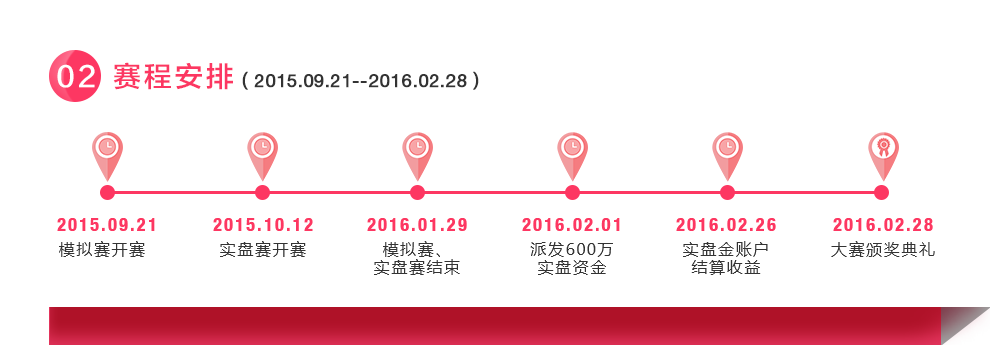 02 赛程安排 ( 2015.09.21--2016.02.28 )
2015.09.21
模拟赛开赛
2015.10.12
实盘赛开赛
2016.01.29
模拟赛、
实盘赛结束
2016.02.01
派发600万
实盘资金
2016.02.26
实盘金账户
结算收益
2016.02.28
大赛颁奖典礼